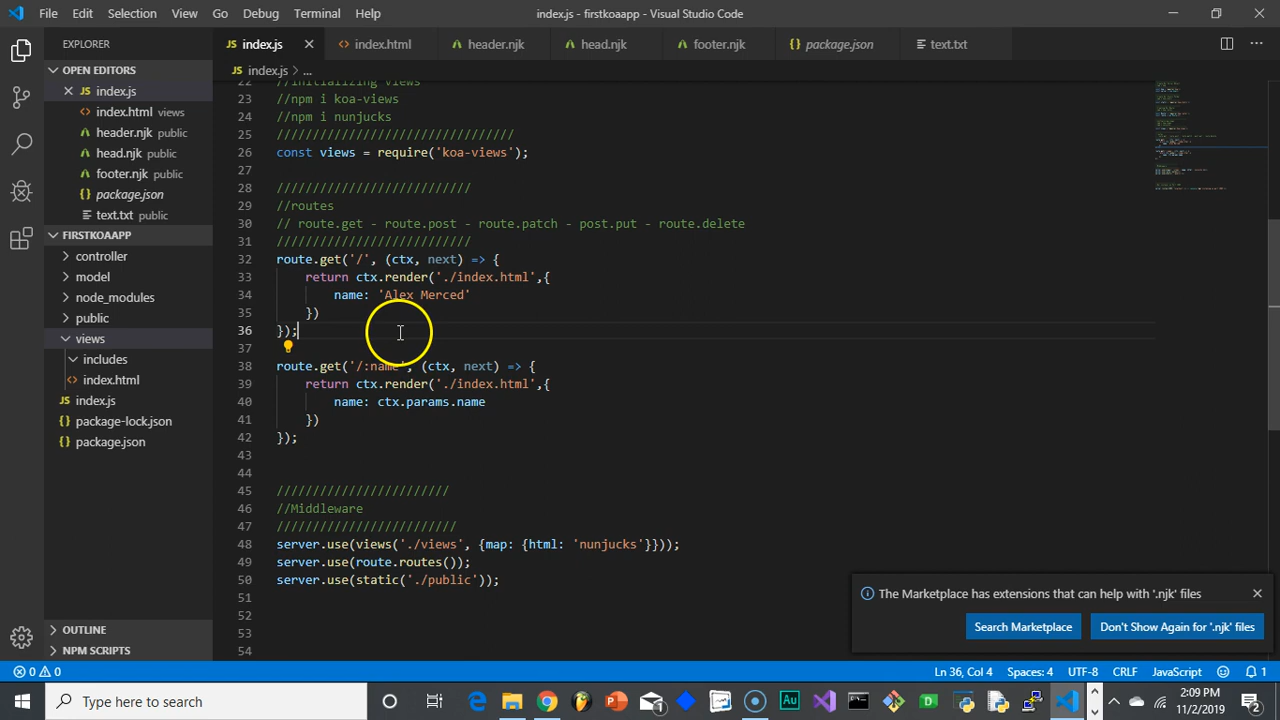 File Edit Selection View Go Debug Terminal Help
index.js - firstkoaapp - Visual Studio Code
EXPLORER
index.js
index.html
header.njk
head.njk
footer.njk
package.json
text.txt
OPEN EDITORS
index.js
index.html views
header.njk public
head.njk public
footer.njk public
package.json
text.txt public
FIRSTKOAAPP
controller
model
node_modules
public
views
includes
index.html
index.js
package-lock.json
package.json
OUTLINE
NPM SCRIPTS
index.js > ...
22 //initializing views
23 //npm i koa-views
24 //npm i nunjucks
25 /////////////////////////////////
26 const views = require('koa-views');
27
28 ///////////////////////////
29 //routes
30 // route.get - route.post - route.patch - post.put - route.delete
31 ///////////////////////////
32 route.get('/', (ctx, next) => {
33 return ctx.render('./index.html',{
34 name: 'Alex Merced'
35 })
36 });
37
38 route.get('/:name', (ctx, next) => {
39 return ctx.render('./index.html',{
40 name: ctx.params.name
41 })
42 });
43
44
45 ////////////////////////
46 //Middleware
47 /////////////////////////
48 server.use(views('./views', {map: {html: 'nunjucks'}}));
49 server.use(route.routes());
50 server.use(static('./public'));
51
52
53
54
The Marketplace has extensions that can help with '.njk' files
Search Marketplace
Don't Show Again for '.njk' files
0 0
Ln 36, Col 4 Spaces: 4 UTF-8 CRLF JavaScript 1
Type here to search
2:09 PM
11/2/2019